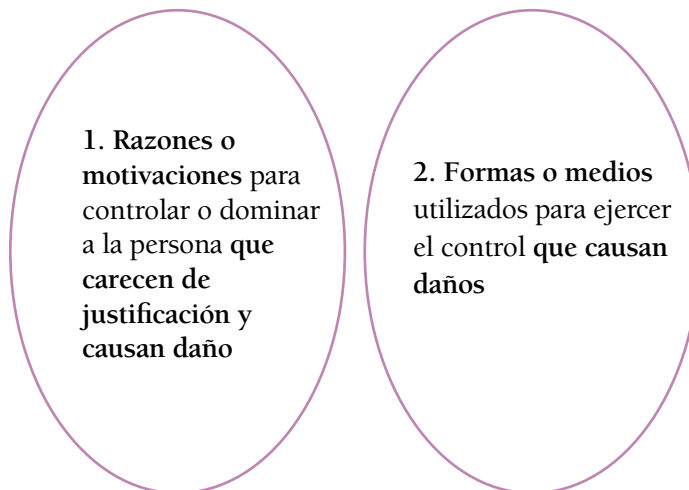 1. Razones o
motivaciones para
controlar o dominar
a la persona que
carecen de
justificación y
causan daño
2. Formas o medios
utilizados para ejercer
el control que causan
daños